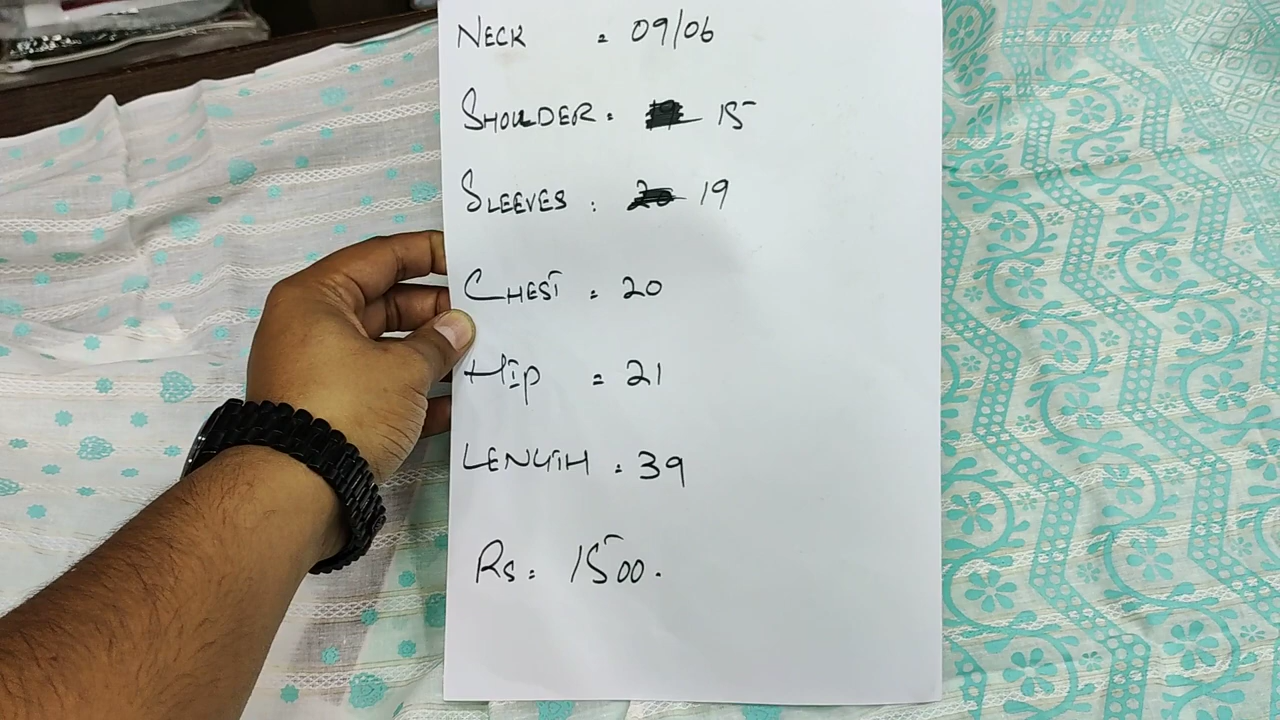 NECK = 09/06
SHOULDER = 15
SLEEVES : 19
CHEST = 20
HIP = 21
LENGTH = 39
Rs = 1500.